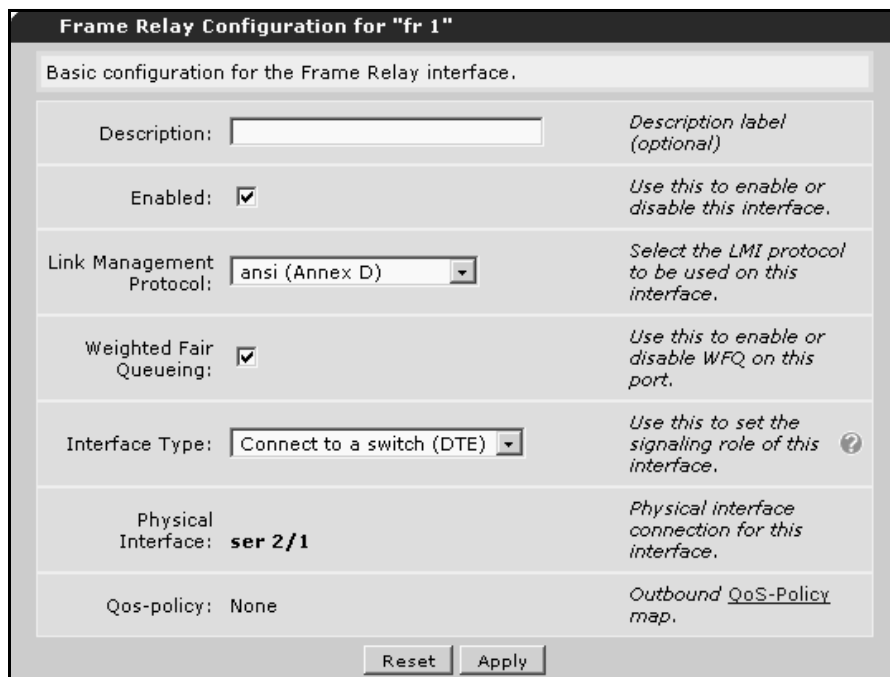 Frame Relay Configuration for "fr 1"
Basic configuration for the Frame Relay interface.
Description:
Description label
(optional)
Enabled:
Use this to enable or
disable this interface.
Link Management
Protocol:
ansi (Annex D)
Select the LMI protocol
to be used on this
interface.
Weighted Fair
Queueing:
Use this to enable or
disable WFQ on this
port.
Interface Type:
Connect to a switch (DTE)
Use this to set the
signaling role of this
interface.
?
Physical
Interface:
ser 2/1
Physical interface
connection for this
interface.
Qos-policy:
None
Outbound QoS-Policy
map.
Reset
Apply